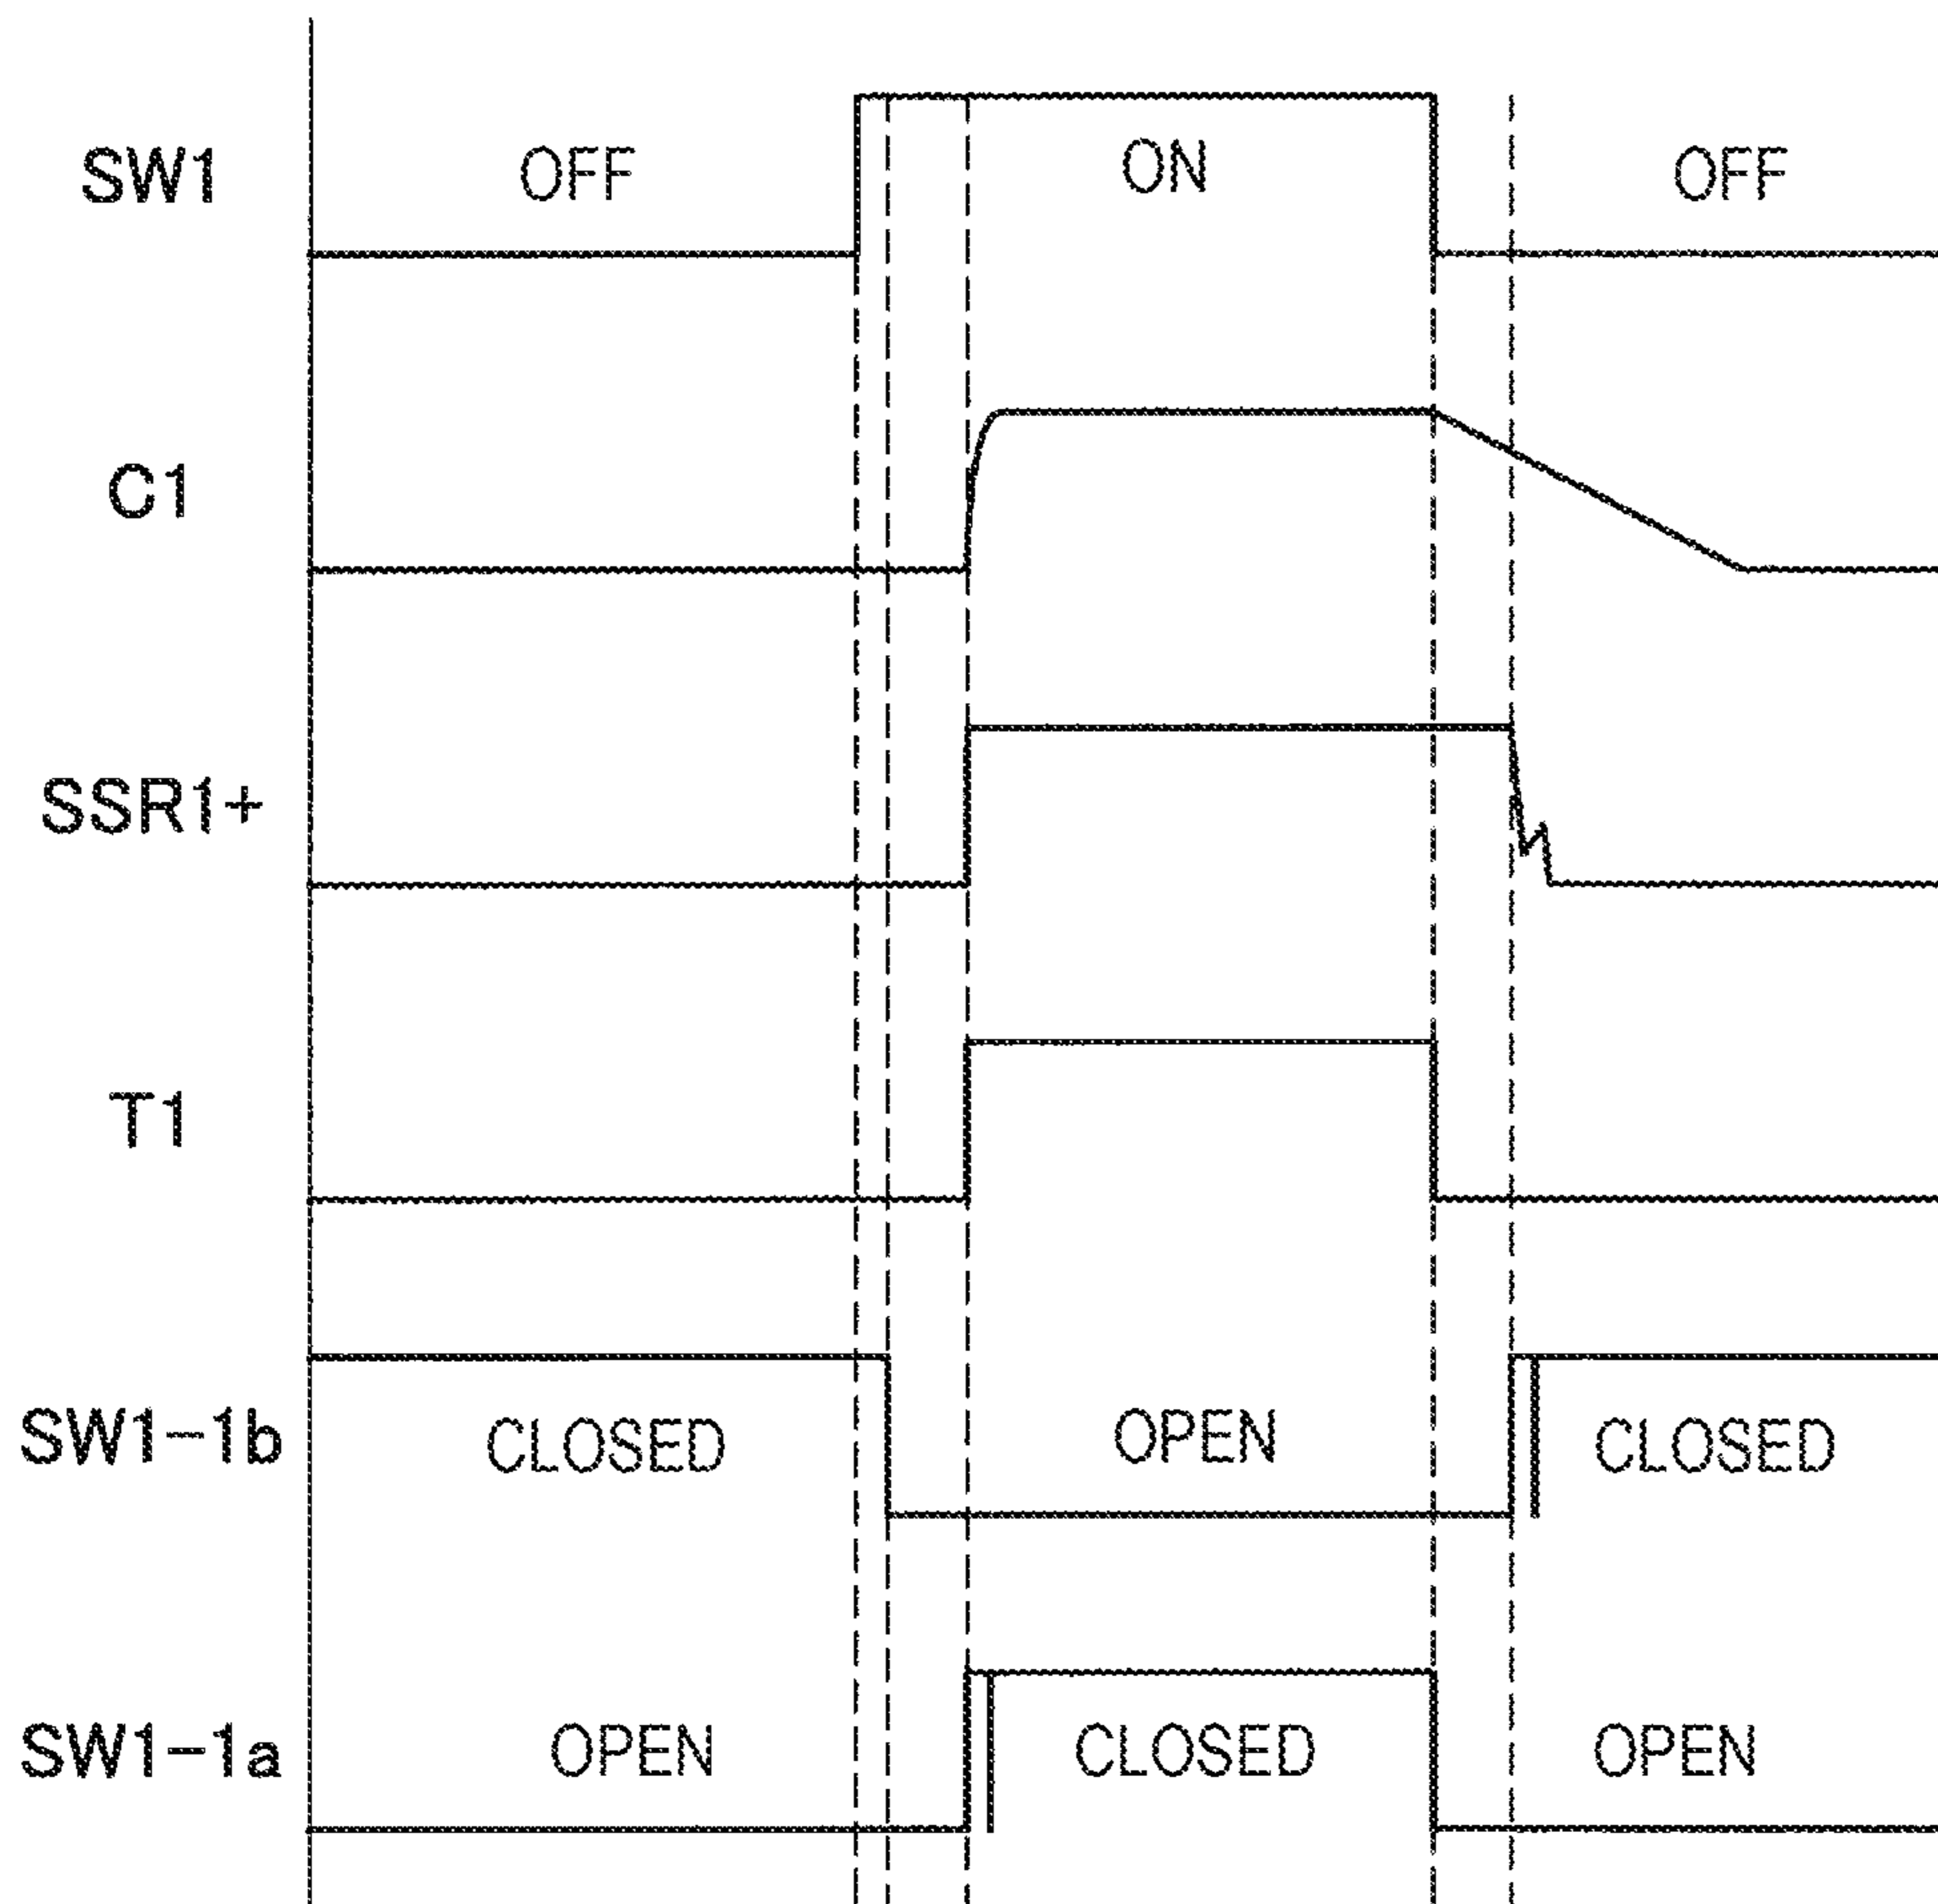 SW1 OFF ON OFF
C1
SSR1+
T1
SW1-1b CLOSED OPEN CLOSED
SW1-1a OPEN CLOSED OPEN